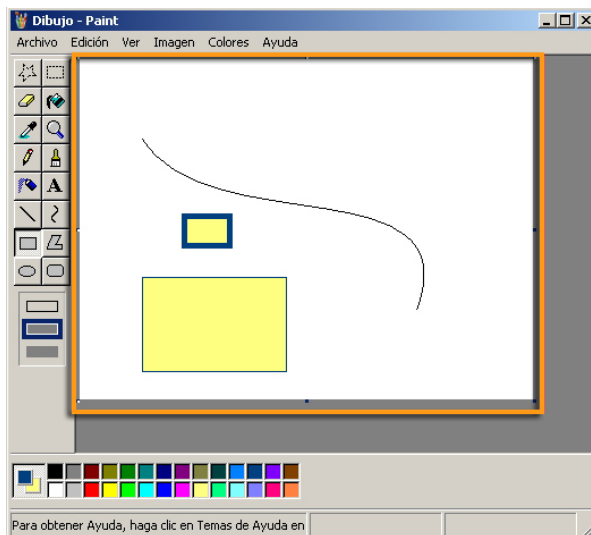 Dibujo - Paint
Archivo Edición Ver Imagen Colores Ayuda
A
Para obtener Ayuda, haga clic en Temas de Ayuda en